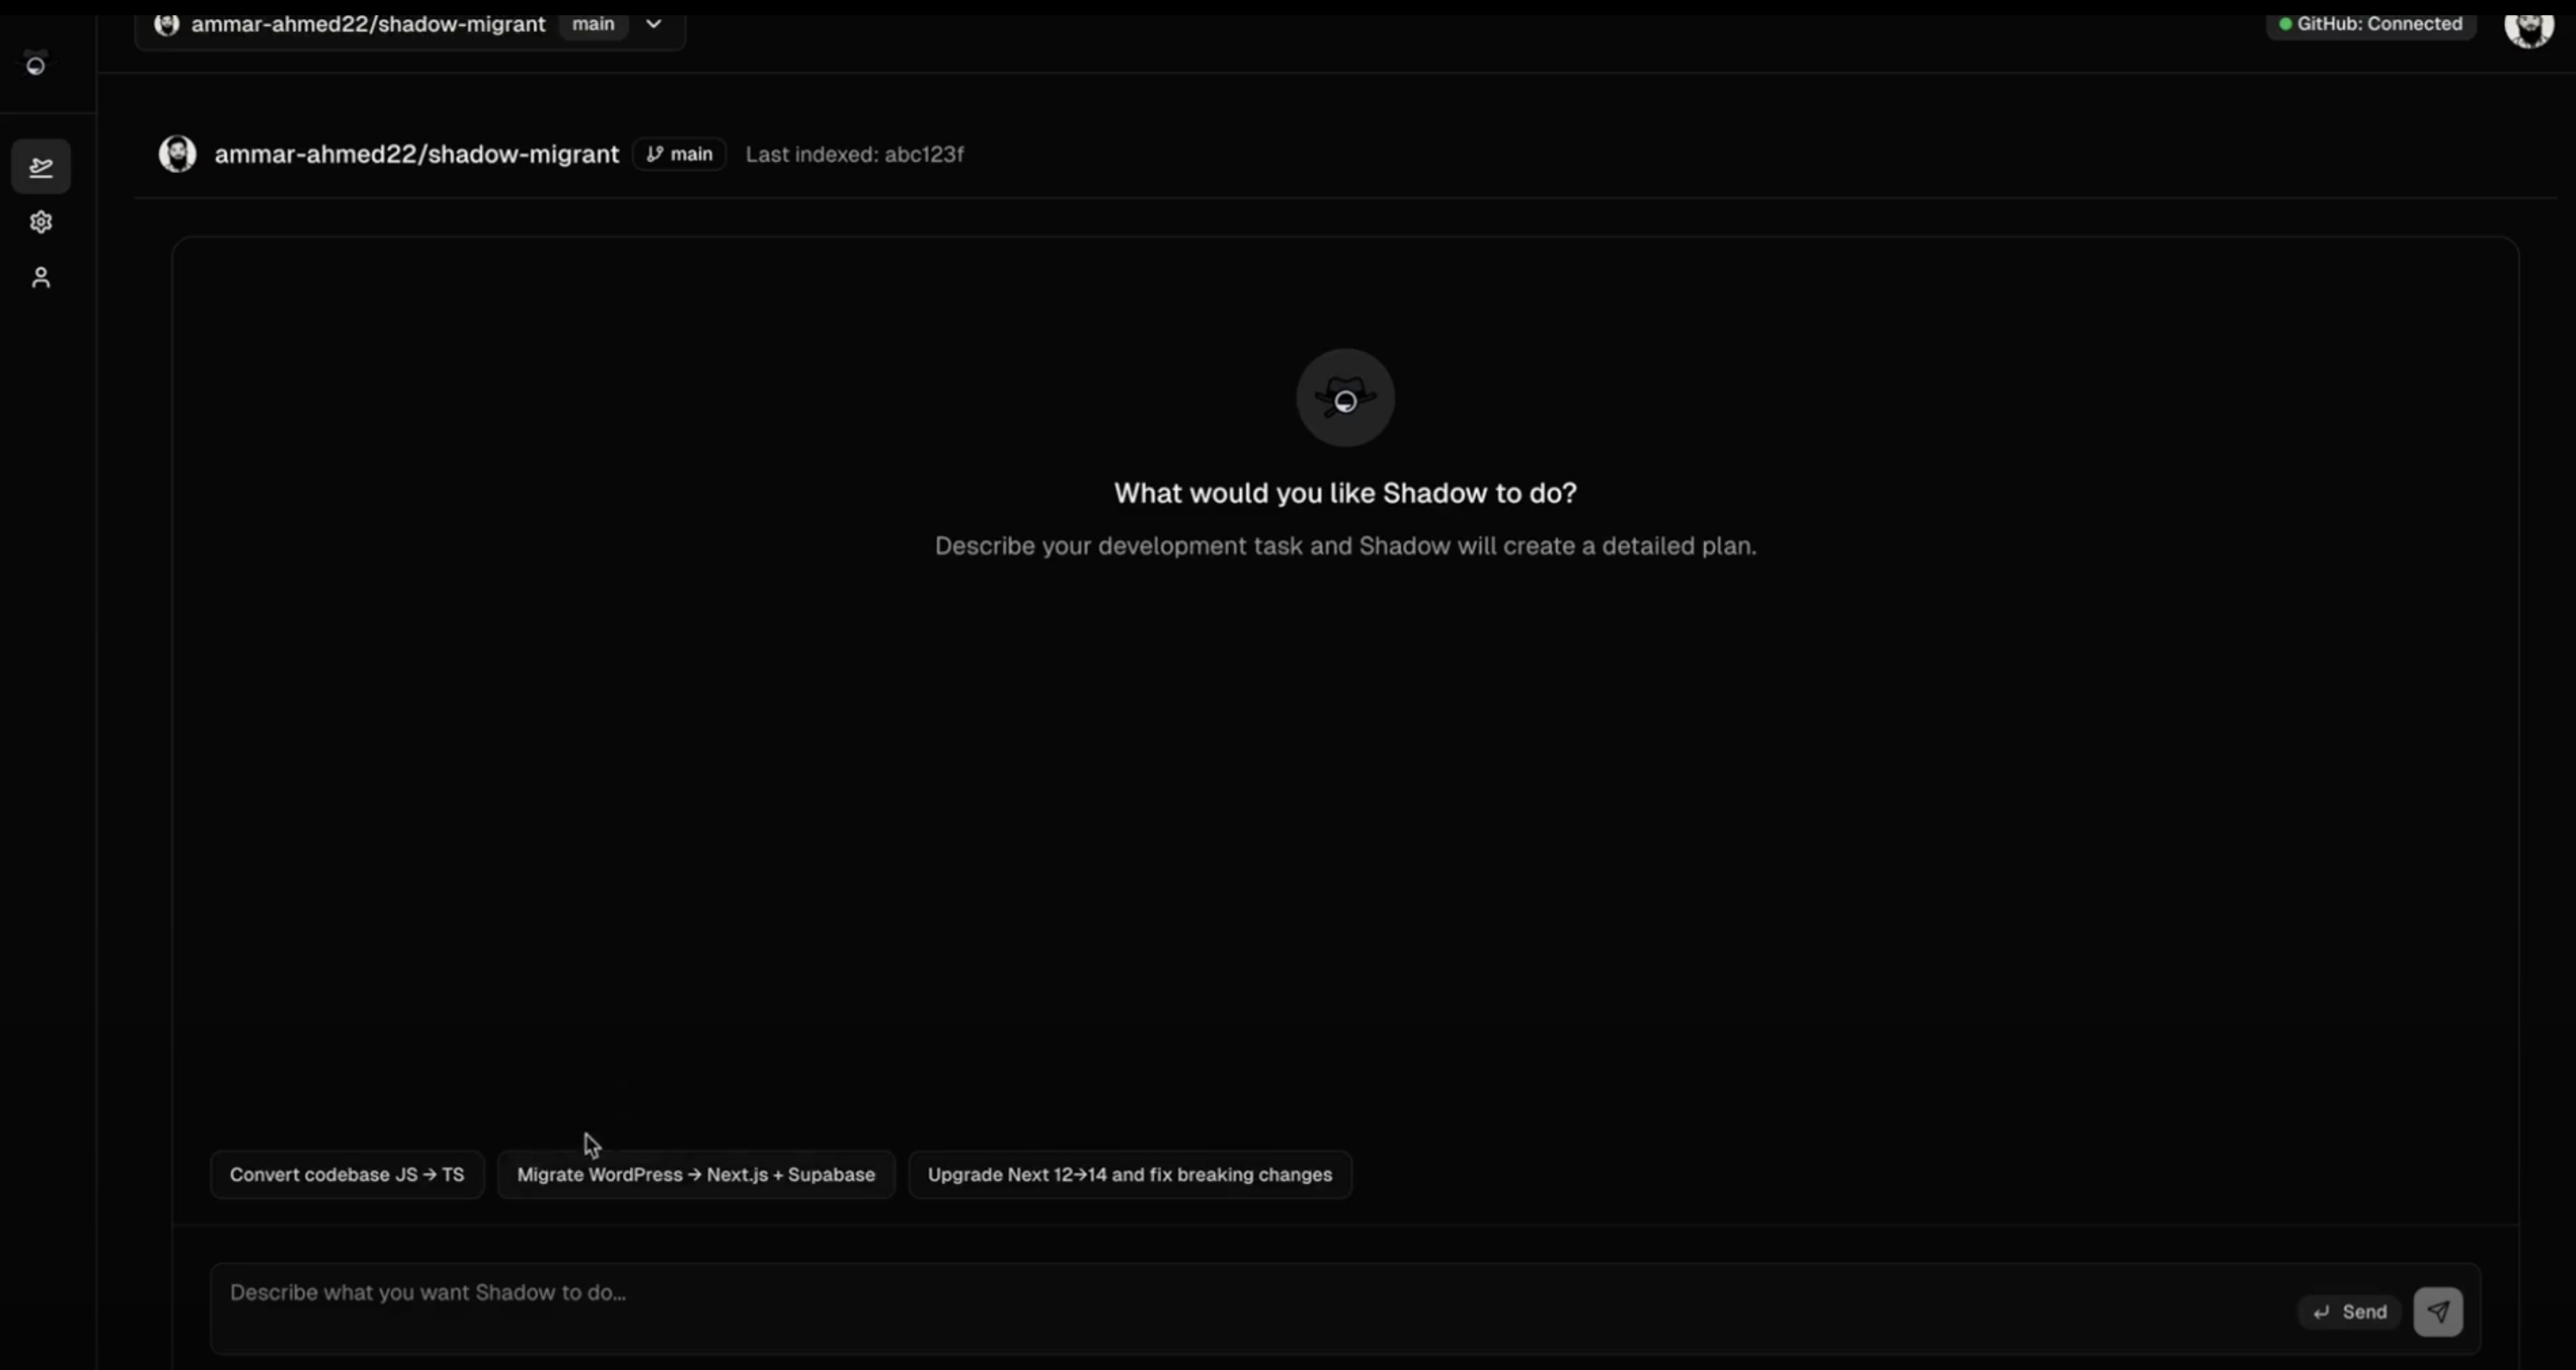 ammar-ahmed22/shadow-migrant main
GitHub: Connected
ammar-ahmed22/shadow-migrant main Last indexed: abc123f
What would you like Shadow to do?
Describe your development task and Shadow will create a detailed plan.
Convert codebase JS → TS
Migrate WordPress → Next.js + Supabase
Upgrade Next 12→14 and fix breaking changes
Describe what you want Shadow to do...
Send